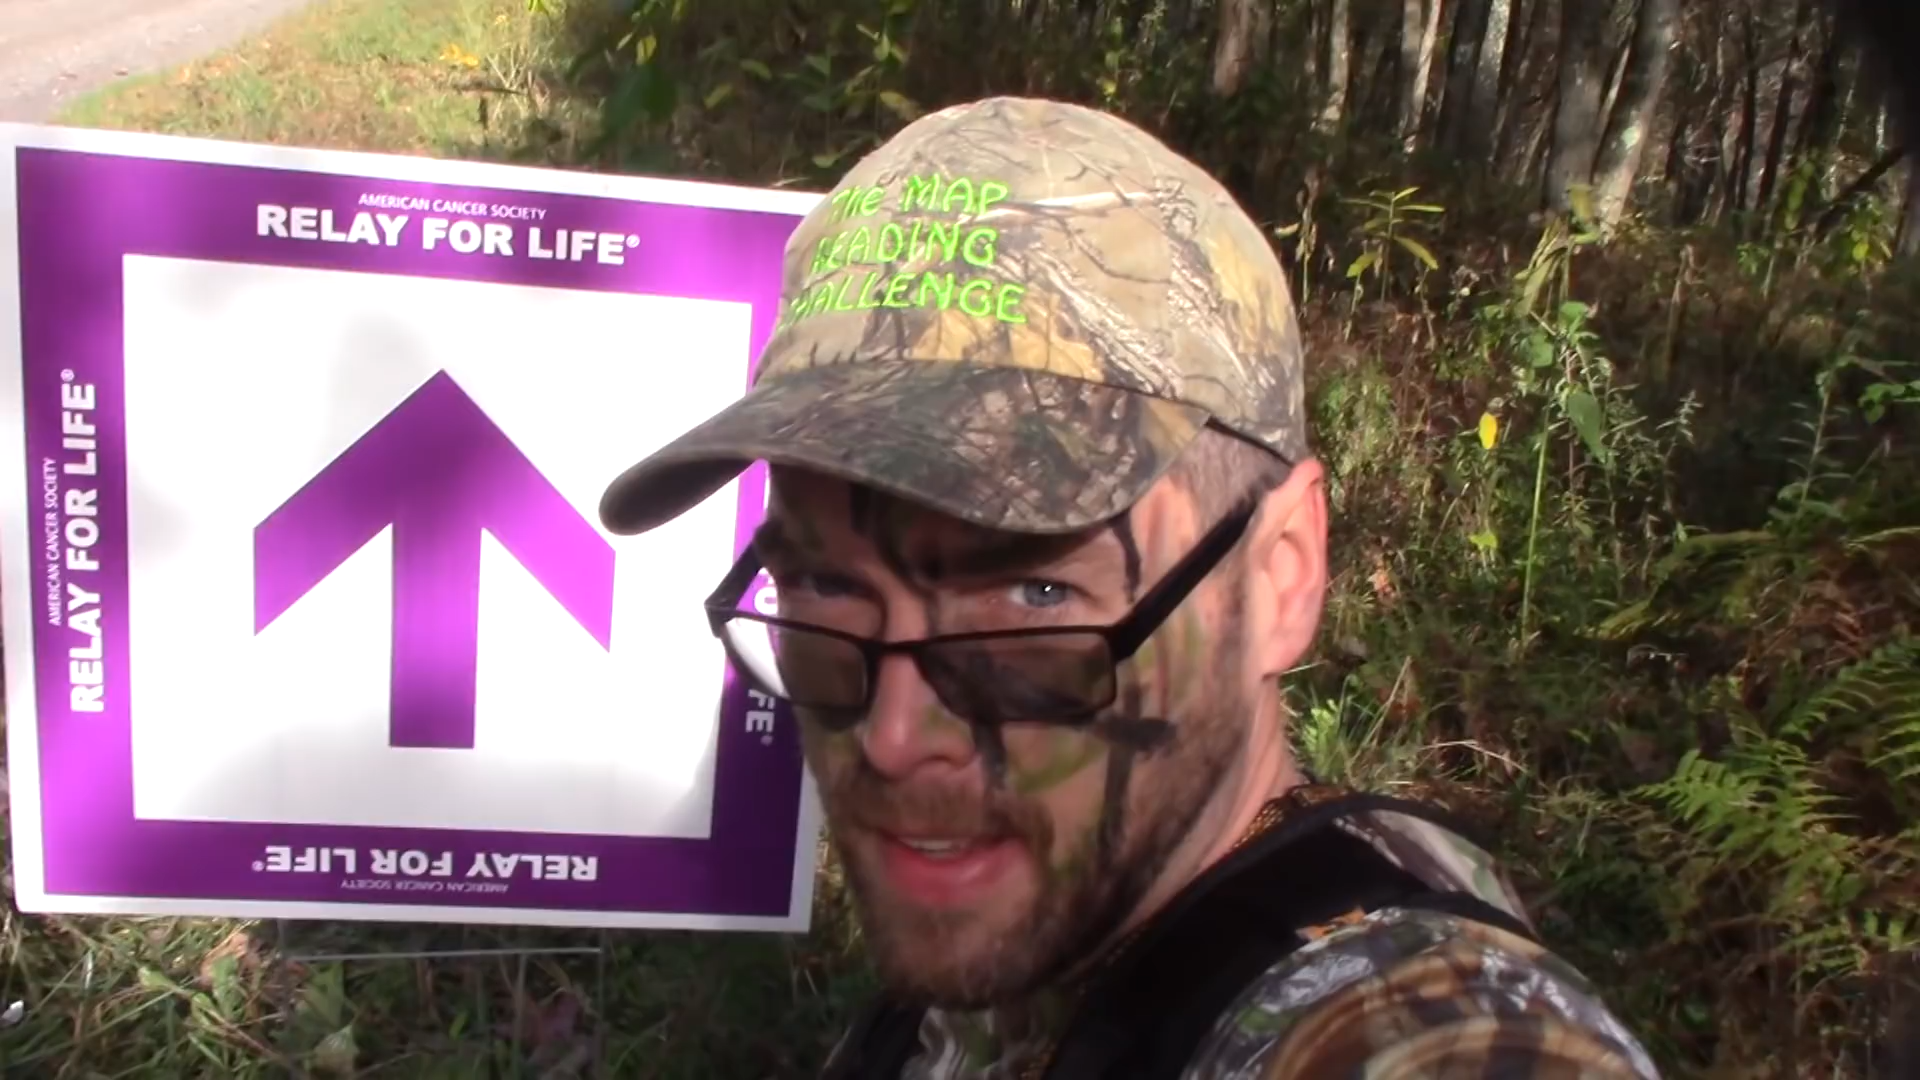 AMERICAN CANCER SOCIETY
RELAY FOR LIFE®
AMERICAN CANCER SOCIETY
RELAY FOR LIFE®
RELAY FOR LIFE®
AMERICAN CANCER SOCIETY
THE MAP
READING
CHALLENGE